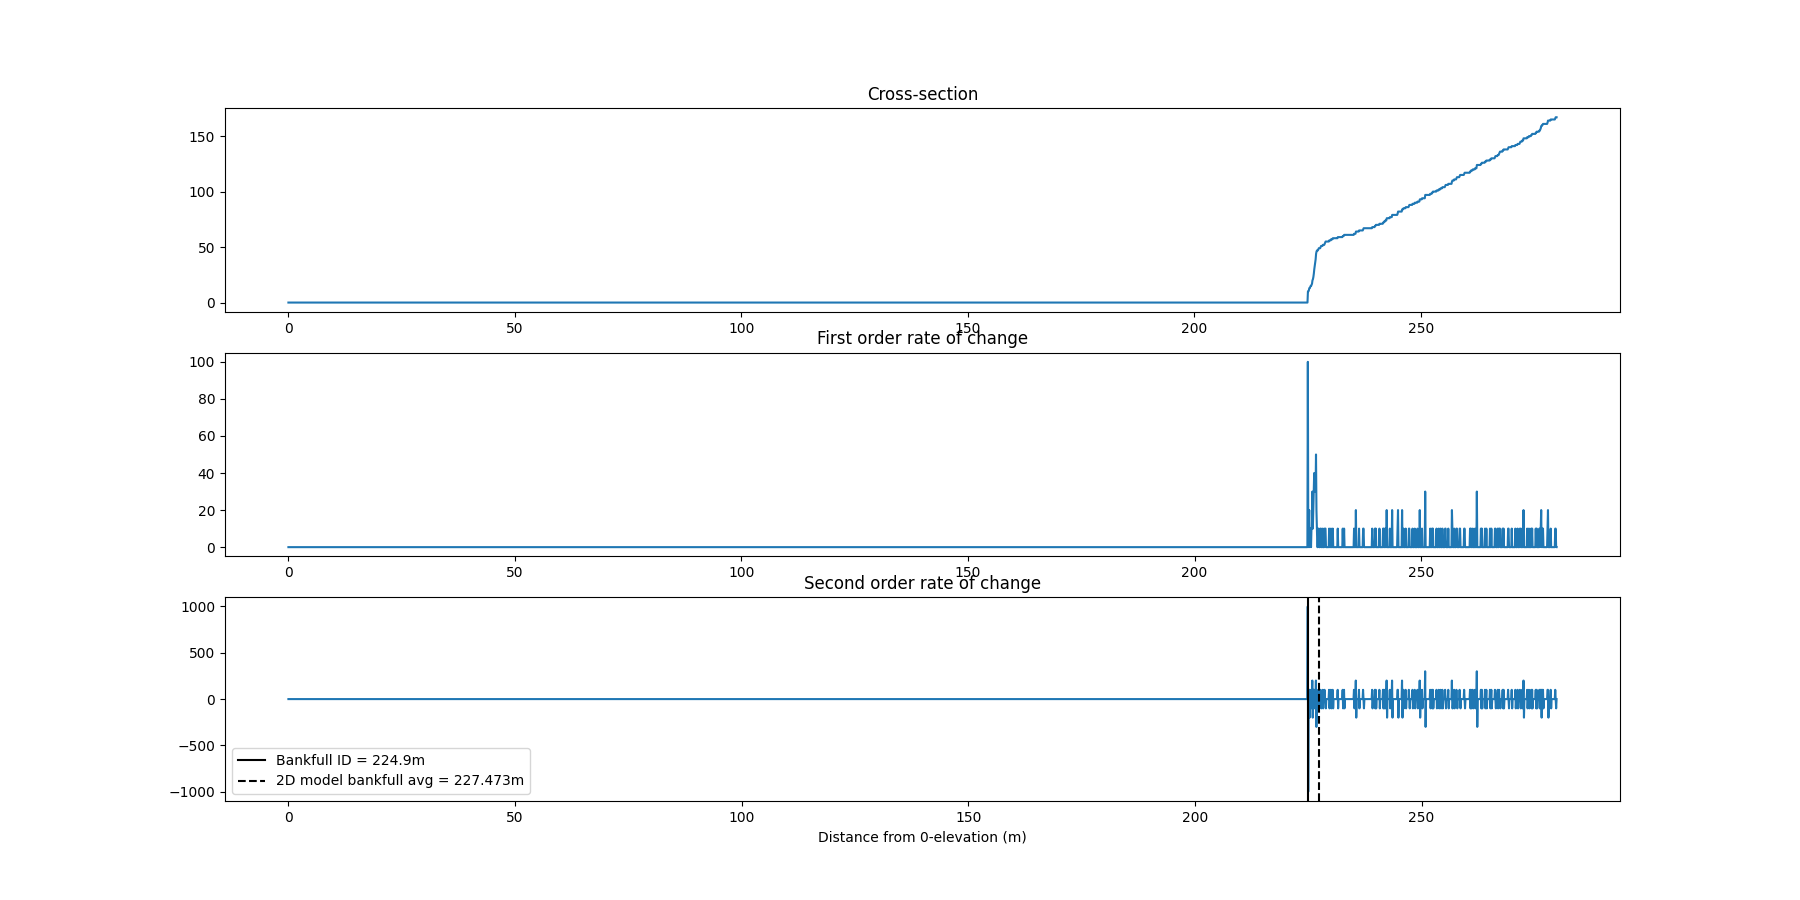 Cross-section
150
100
50
0
0 50 100 150 200 250
First order rate of change
100
80
60
40
20
0
0 50 100 150 200 250
Second order rate of change
1000
500
0
−500
−1000
Bankfull ID = 224.9m
2D model bankfull avg = 227.473m
0 50 100 150 200 250
Distance from 0-elevation (m)